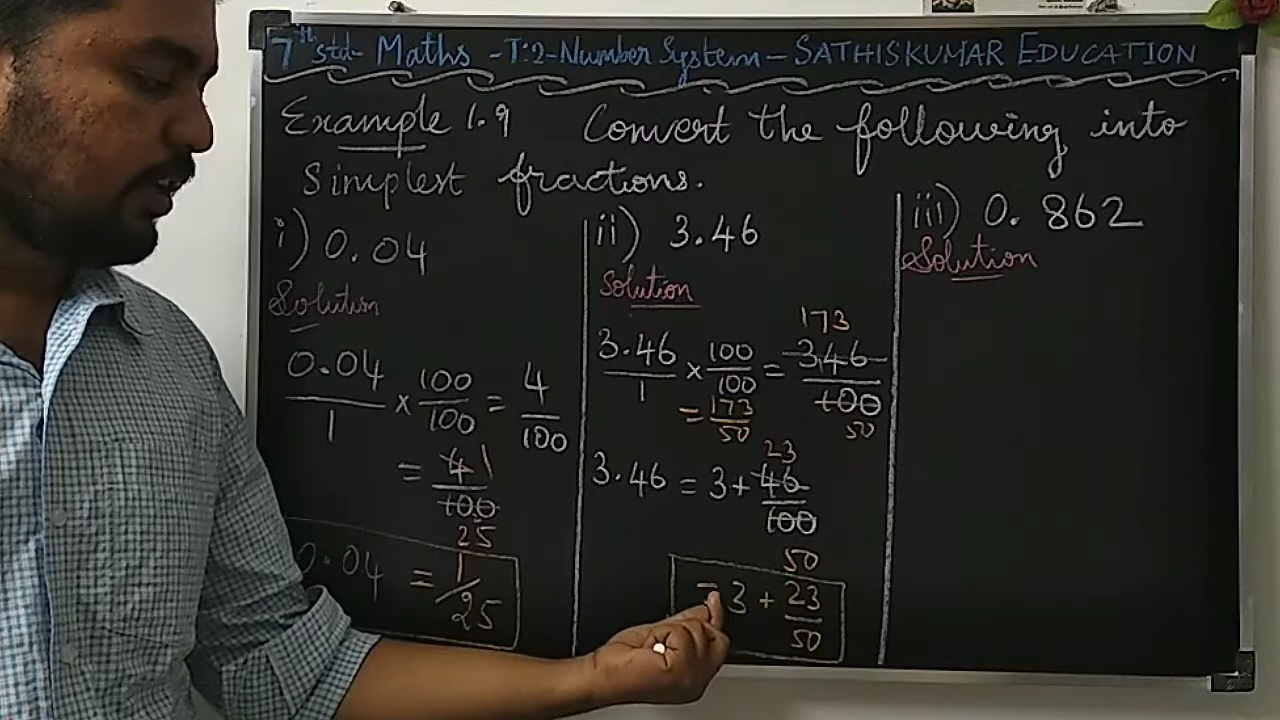 7th std- Maths - T:2-Number System - SATHISKUMAR EDUCATION
Example 1.9 Convert the following into
Simplest fractions.
i) 0.04
Solution
0.04/1 × 100/100 = 4/100
= 4/100 1 25
0.04 = 1/25
ii) 3.46
Solution
173
3.46/1 × 100/100 = 346/100
= 173/50 50
23
3.46 = 3 + 46/100
50
= 3 + 23/50
iii) 0.862
Solution